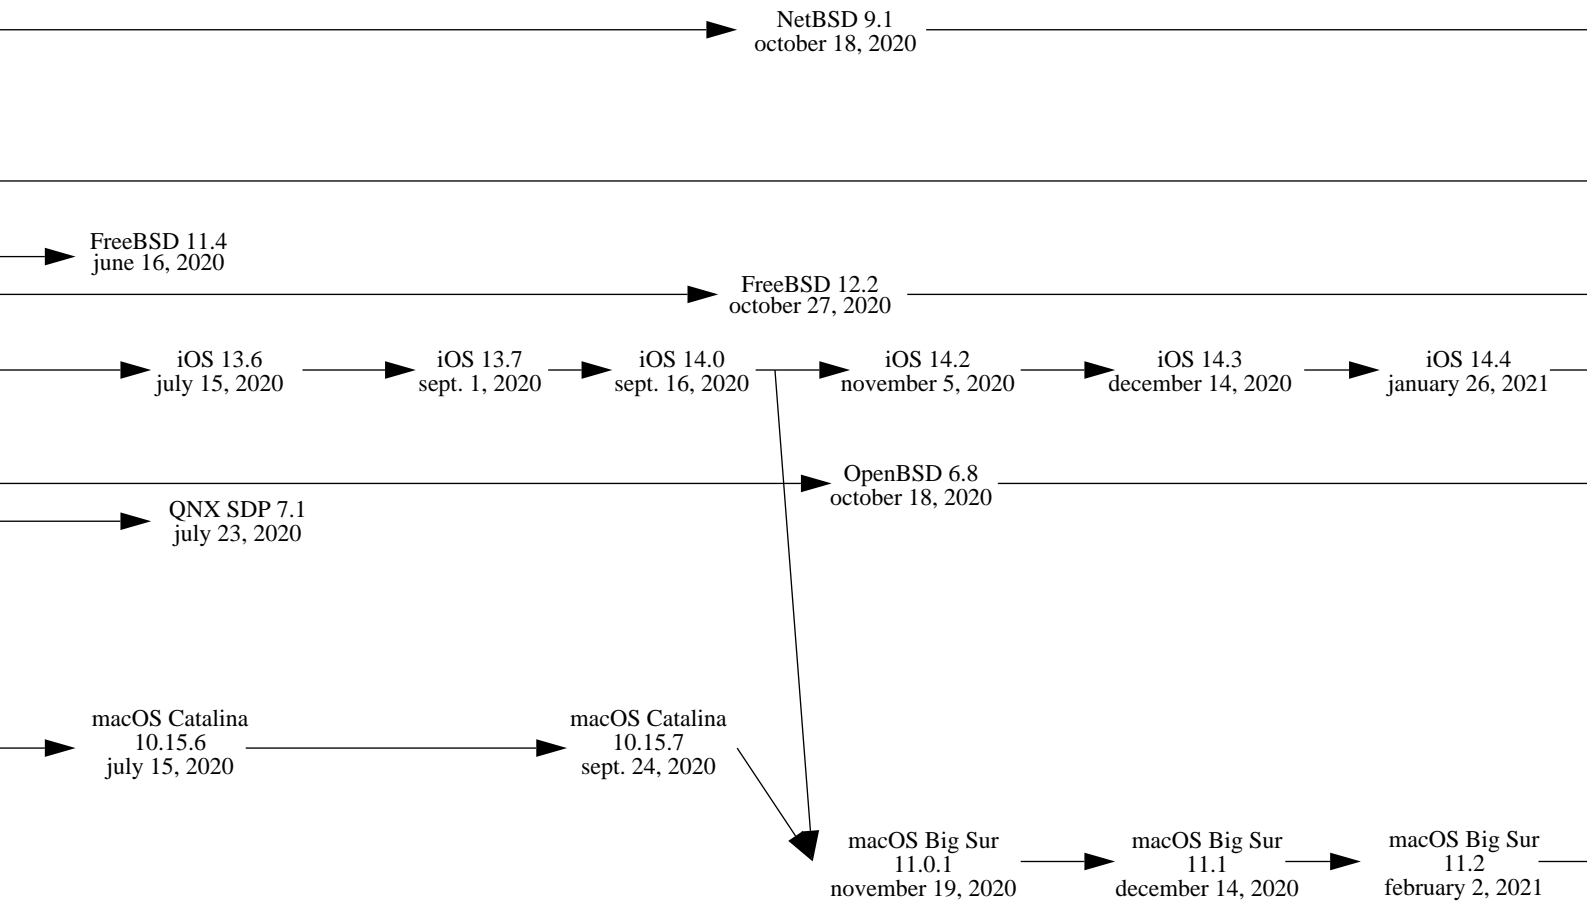 NetBSD 9.1
october 18, 2020
FreeBSD 11.4
june 16, 2020
FreeBSD 12.2
october 27, 2020
iOS 13.6
july 15, 2020
iOS 13.7
sept. 1, 2020
iOS 14.0
sept. 16, 2020
iOS 14.2
november 5, 2020
iOS 14.3
december 14, 2020
iOS 14.4
january 26, 2021
OpenBSD 6.8
october 18, 2020
QNX SDP 7.1
july 23, 2020
macOS Catalina
10.15.6
july 15, 2020
macOS Catalina
10.15.7
sept. 24, 2020
macOS Big Sur
11.0.1
november 19, 2020
macOS Big Sur
11.1
december 14, 2020
macOS Big Sur
11.2
february 2, 2021